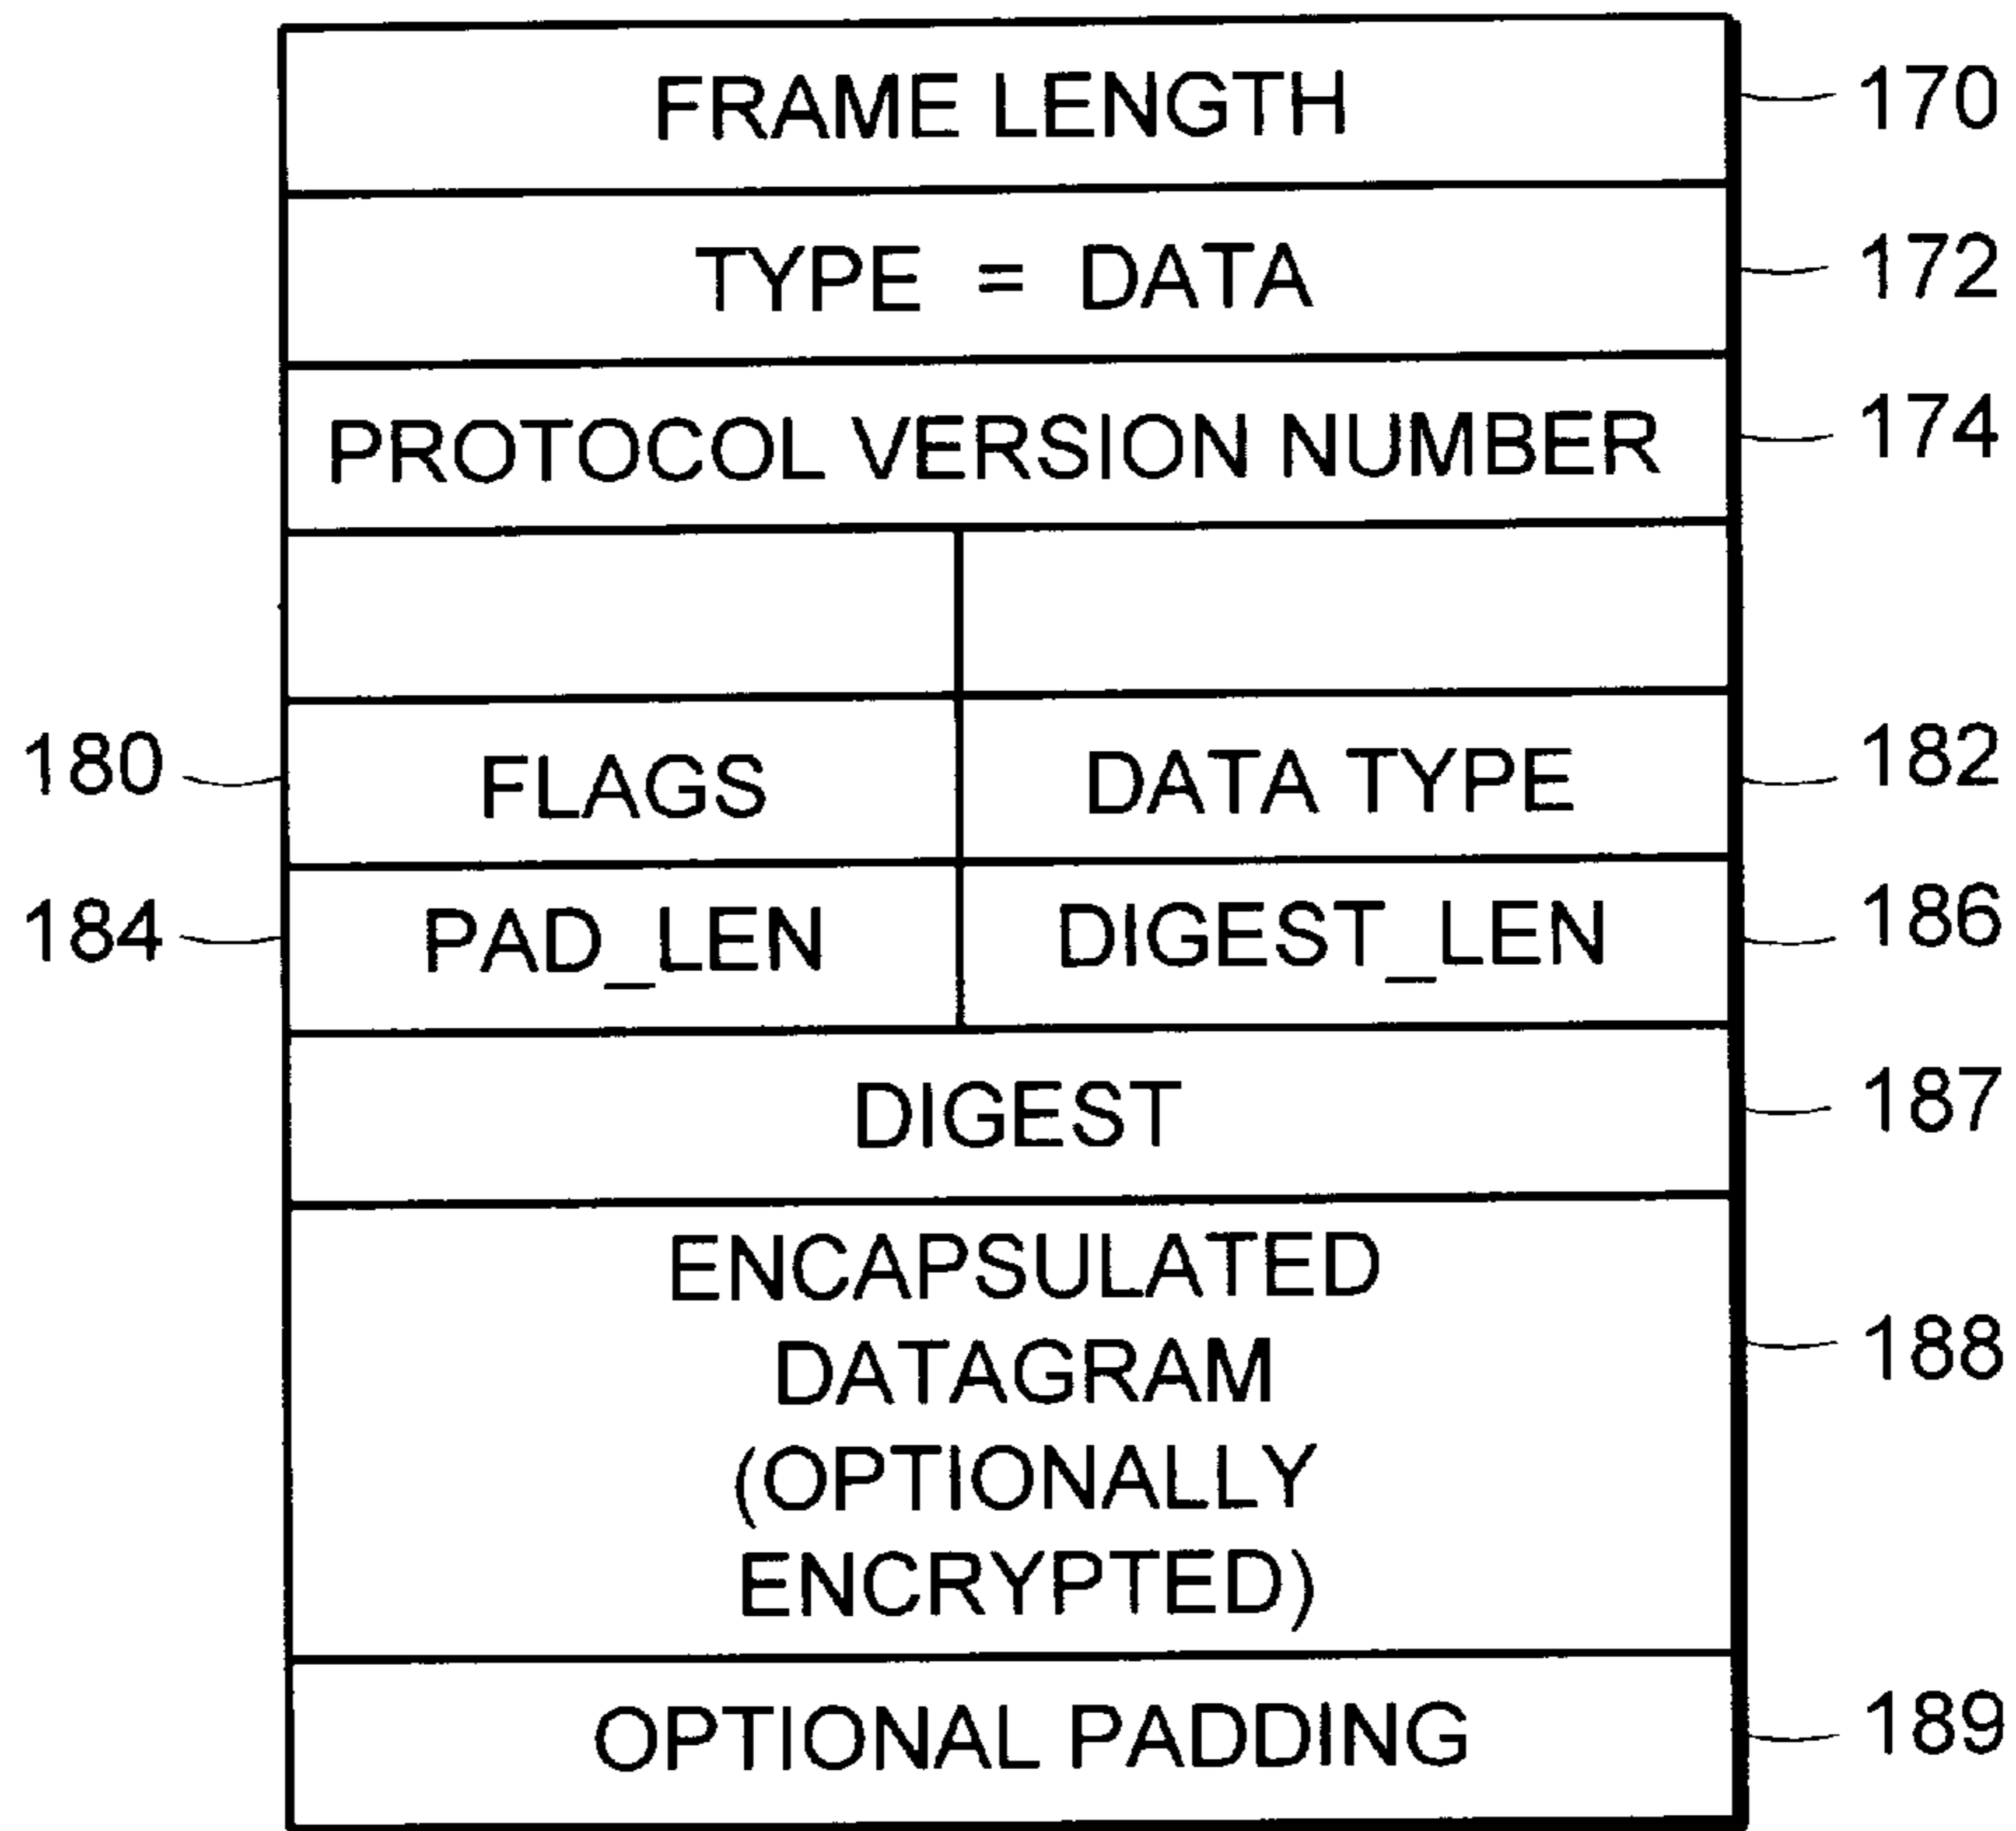 FRAME LENGTH 170
TYPE = DATA 172
PROTOCOL VERSION NUMBER 174
180 FLAGS DATA TYPE 182
184 PAD_LEN DIGEST_LEN 186
DIGEST 187
ENCAPSULATED
DATAGRAM 188
(OPTIONALLY
ENCRYPTED)
OPTIONAL PADDING 189